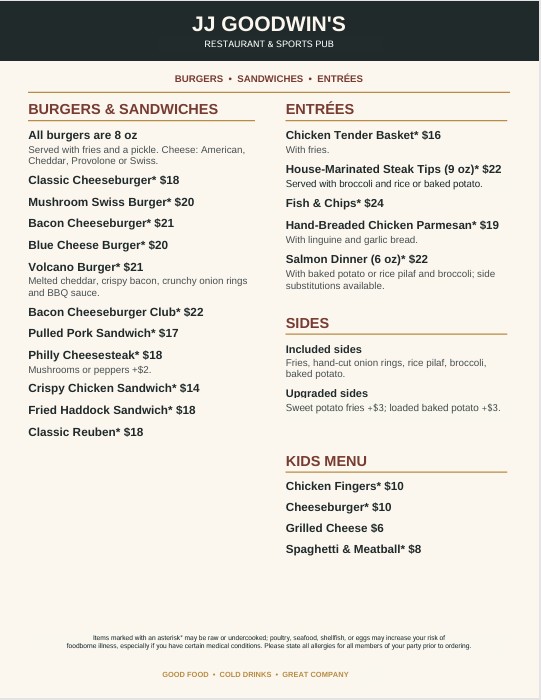 JJ GOODWIN'S
RESTAURANT & SPORTS PUB
BURGERS • SANDWICHES • ENTRÉES
BURGERS & SANDWICHES
All burgers are 8 oz
Served with fries and a pickle. Cheese: American,
Cheddar, Provolone or Swiss.
Classic Cheeseburger* $18
Mushroom Swiss Burger* $20
Bacon Cheeseburger* $21
Blue Cheese Burger* $20
Volcano Burger* $21
Melted cheddar, crispy bacon, crunchy onion rings
and BBQ sauce.
Bacon Cheeseburger Club* $22
Pulled Pork Sandwich* $17
Philly Cheesesteak* $18
Mushrooms or peppers +$2.
Crispy Chicken Sandwich* $14
Fried Haddock Sandwich* $18
Classic Reuben* $18
ENTRÉES
Chicken Tender Basket* $16
With fries.
House-Marinated Steak Tips (9 oz)* $22
Served with broccoli and rice or baked potato.
Fish & Chips* $24
Hand-Breaded Chicken Parmesan* $19
With linguine and garlic bread.
Salmon Dinner (6 oz)* $22
With baked potato or rice pilaf and broccoli; side
substitutions available.
SIDES
Included sides
Fries, hand-cut onion rings, rice pilaf, broccoli,
baked potato.
Upgraded sides
Sweet potato fries +$3; loaded baked potato +$3.
KIDS MENU
Chicken Fingers* $10
Cheeseburger* $10
Grilled Cheese $6
Spaghetti & Meatball* $8
Items marked with an asterisk* may be raw or undercooked; poultry, seafood, shellfish, or eggs may increase your risk of
foodborne illness, especially if you have certain medical conditions. Please state all allergies for all members of your party prior to ordering.
GOOD FOOD • COLD DRINKS • GREAT COMPANY